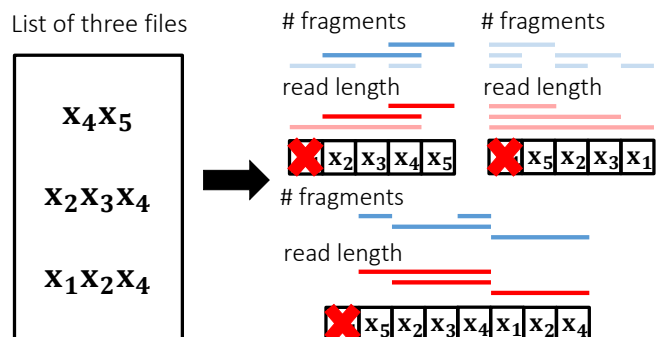 List of three files
x₄x₅
x₂x₃x₄
x₁x₂x₄
# fragments
read length
x₂ x₃ x₄ x₅
# fragments
read length
x₅ x₂ x₃ x₁
# fragments
read length
x₅ x₂ x₃ x₄ x₁ x₂ x₄